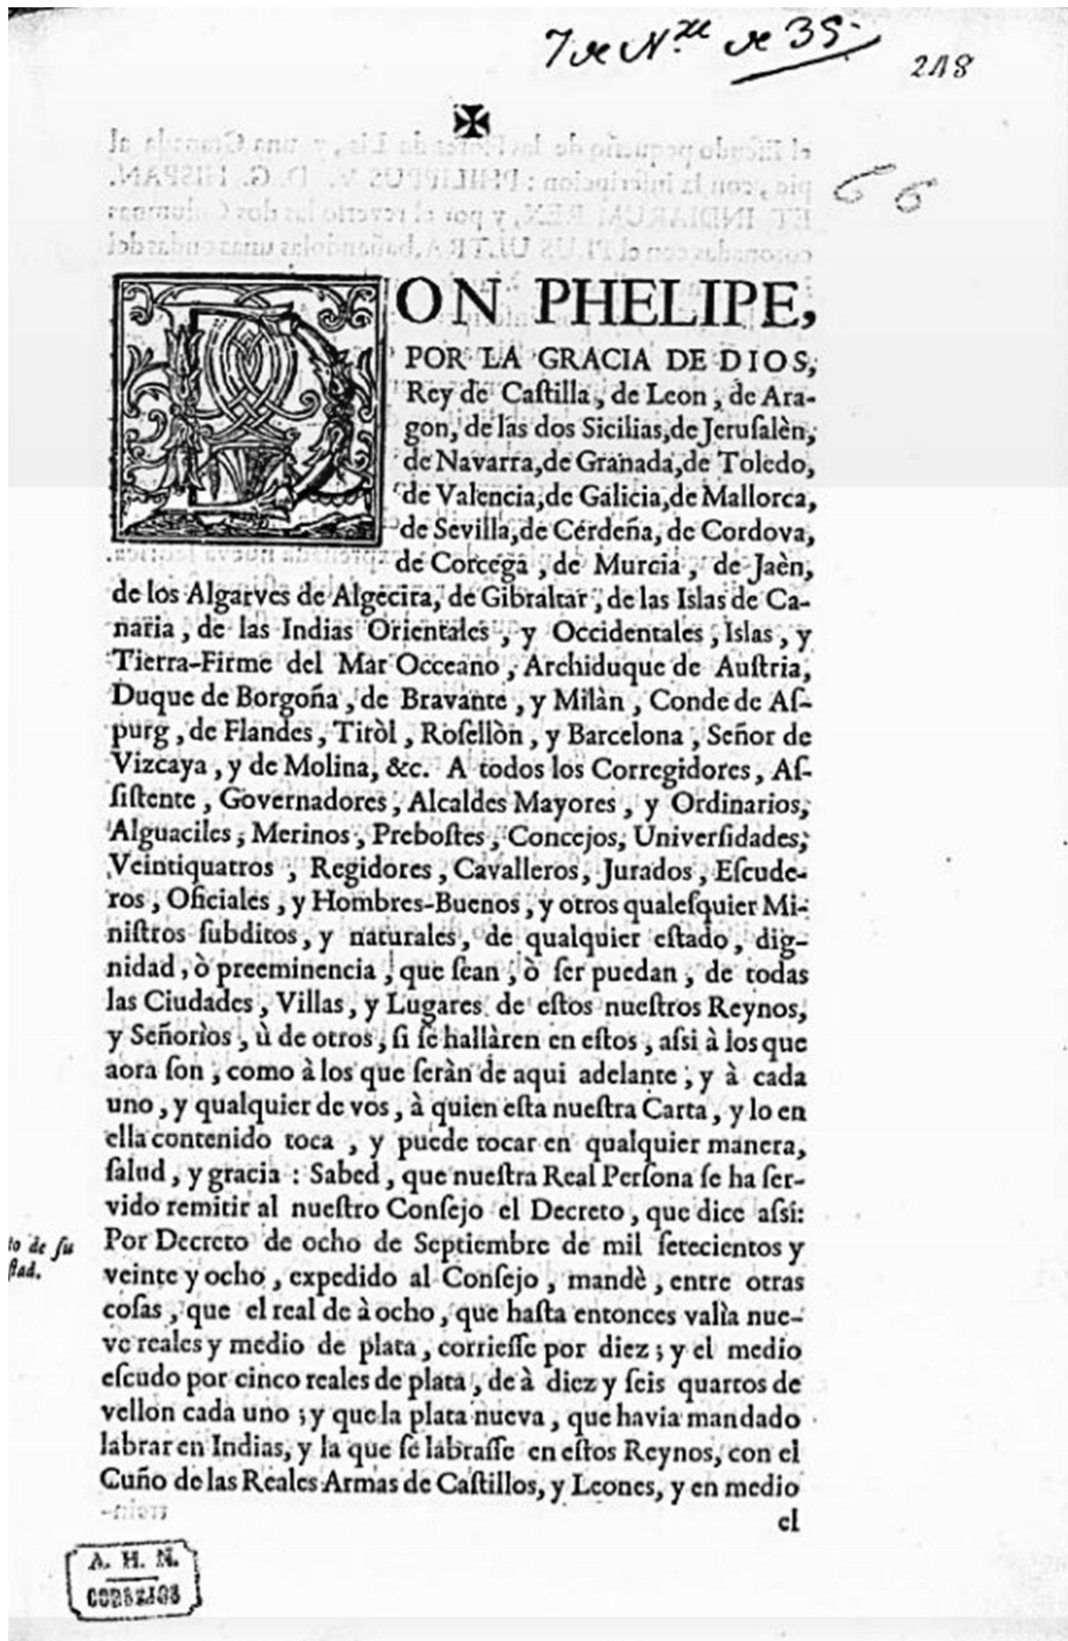 7 de N.re de 35.
248
66
DON PHELIPE,
POR LA GRACIA DE DIOS,
Rey de Caſtilla, de Leon, de Ara-
gon, de las dos Sicilias, de Jeruſalèn,
de Navarra, de Granada, de Toledo,
de Valencia, de Galicia, de Mallorca,
de Sevilla, de Cerdeña, de Cordova,
de Corcega, de Murcia, de Jaèn,
de los Algarves de Algecira, de Gibraltar, de las Islas de Ca-
naria, de las Indias Orientales, y Occidentales, Islas, y
Tierra-Firme del Mar Occeano, Archiduque de Auſtria,
Duque de Borgoña, de Bravante, y Milàn, Conde de Aſ-
purg, de Flandes, Tiròl, Roſellòn, y Barcelona, Señor de
Vizcaya, y de Molina, &c. A todos los Corregidores, Aſ-
ſiſtente, Governadores, Alcaldes Mayores, y Ordinarios,
Alguaciles, Merinos, Preboſtes, Concejos, Univerſidades,
Veintiquatros, Regidores, Cavalleros, Jurados, Eſcude-
ros, Oficiales, y Hombres-Buenos, y otros qualeſquier Mi-
niſtros ſubditos, y naturales, de qualquier eſtado, dig-
nidad, ò preeminencia, que ſean, ò ſer puedan, de todas
las Ciudades, Villas, y Lugares de eſtos nueſtros Reynos,
y Señorìos, ù de otros, ſi ſe hallàren en eſtos, aſsi à los que
aora ſon, como à los que ſeràn de aqui adelante, y à cada
uno, y qualquier de vos, à quien eſta nueſtra Carta, y lo en
ella contenido toca, y puede tocar en qualquier manera,
ſalud, y gracia: Sabed, que nueſtra Real Perſona ſe ha ſer-
vido remitir al nueſtro Conſejo el Decreto, que dice aſsi:
to de ſu
ſtad.
Por Decreto de ocho de Septiembre de mil ſetecientos y
veinte y ocho, expedido al Conſejo, mandè, entre otras
coſas, que el real de à ocho, que haſta entonces valìa nue-
ve reales y medio de plata, corrieſſe por diez; y el medio
eſcudo por cinco reales de plata, de à diez y ſeis quartos de
vellon cada uno; y que la plata nueva, que havia mandado
labrar en Indias, y la que ſe labraſſe en eſtos Reynos, con el
Cuño de las Reales Armas de Caſtillos, y Leones, y en medio
el
A. H. N.
CONSEJOS